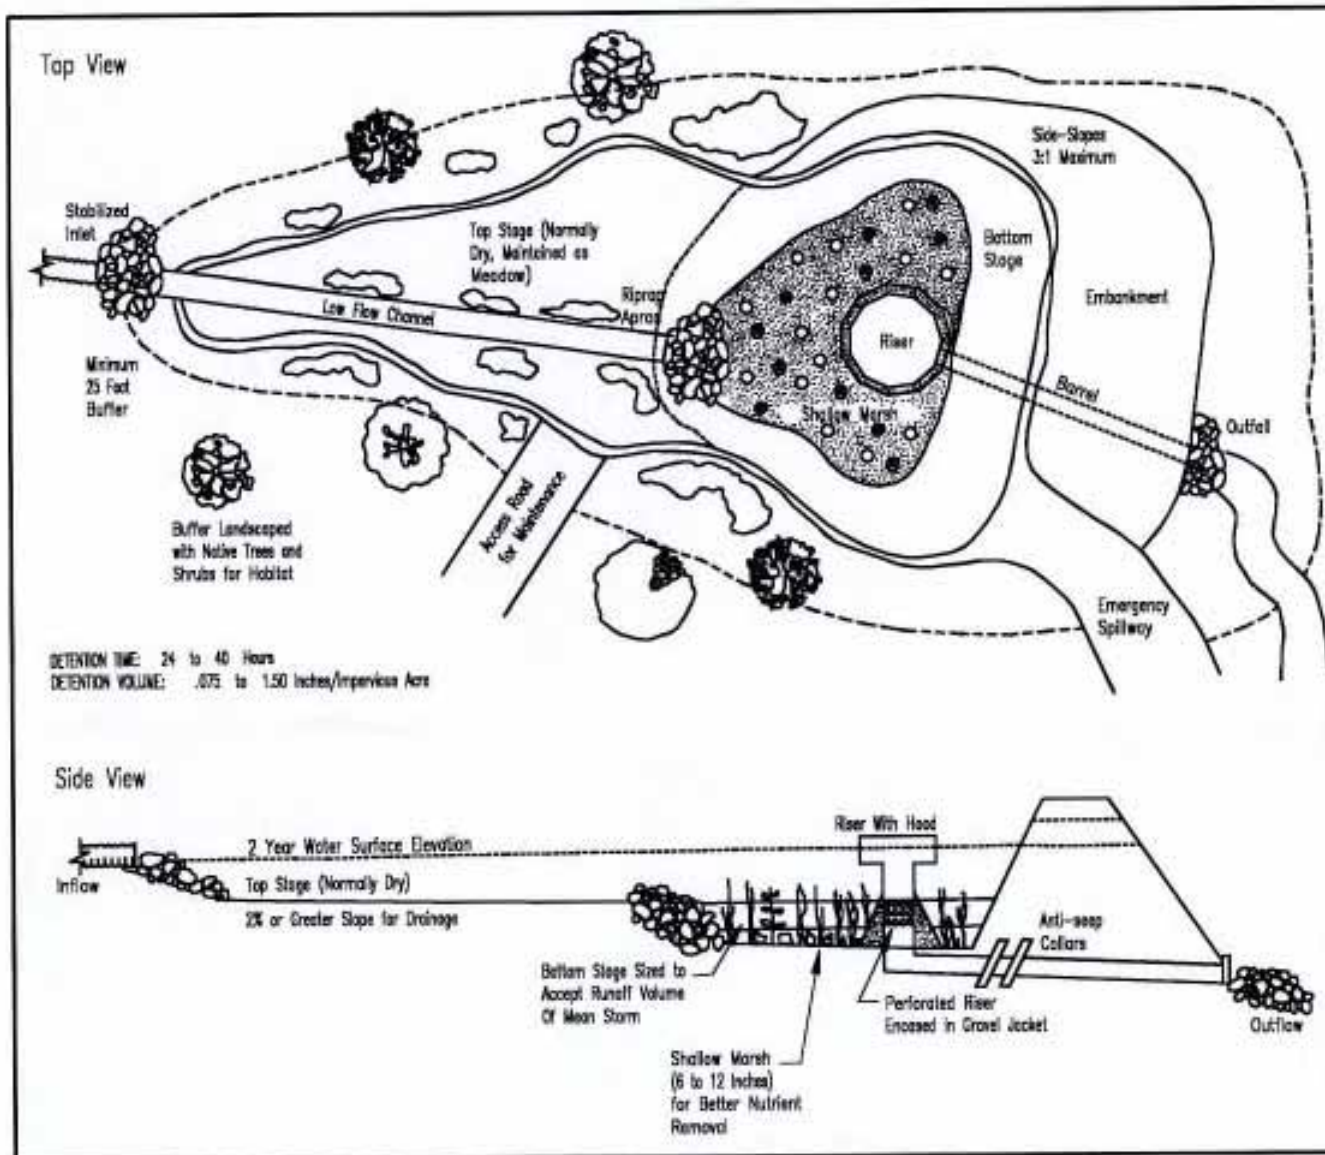 Top View
Side-Slopes
3:1 Maximum
Stabilized
Inlet
Top Stage (Normally
Dry, Maintained as
Meadow)
Bottom
Stage
Riprap
Apron
Embankment
Low Flow Channel
Riser
Minimum
25 Foot
Buffer
Barrel
Shallow Marsh
Outfall
Access Road
for Maintenance
Buffer Landscaped
with Native Trees and
Shrubs for Habitat
Emergency
Spillway
DETENTION TIME: 24 to 40 Hours
DETENTION VOLUME: .075 to 1.50 Inches/Impervious Acre
Side View
Riser With Hood
2 Year Water Surface Elevation
Inflow
Top Stage (Normally Dry)
2% or Greater Slope for Drainage
Anti-seep
Collars
Bottom Stage Sized to
Accept Runoff Volume
Of Mean Storm
Perforated Riser
Encased in Gravel Jacket
Outflow
Shallow Marsh
(6 to 12 Inches)
for Better Nutrient
Removal